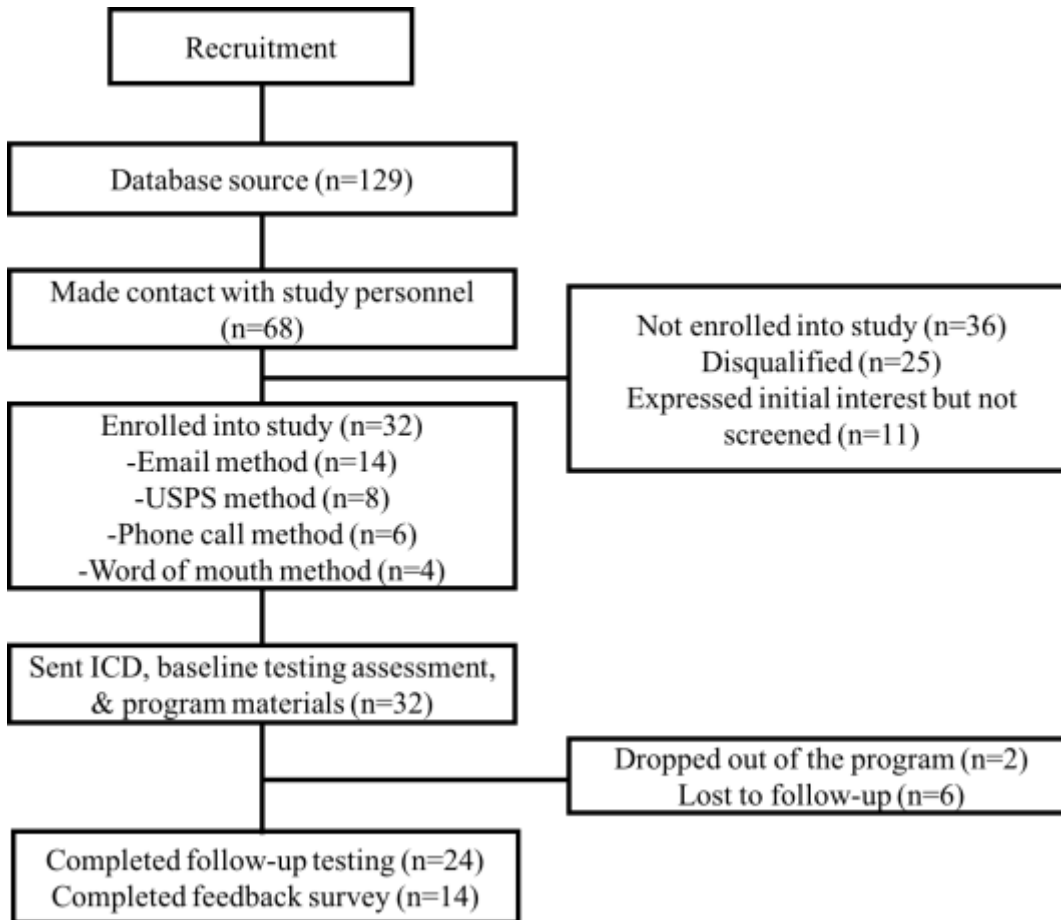 Recruitment
Database source (n=129)
Made contact with study personnel
(n=68)
Not enrolled into study (n=36)
Disqualified (n=25)
Expressed initial interest but not
screened (n=11)
Enrolled into study (n=32)
-Email method (n=14)
-USPS method (n=8)
-Phone call method (n=6)
-Word of mouth method (n=4)
Sent ICD, baseline testing assessment,
& program materials (n=32)
Dropped out of the program (n=2)
Lost to follow-up (n=6)
Completed follow-up testing (n=24)
Completed feedback survey (n=14)